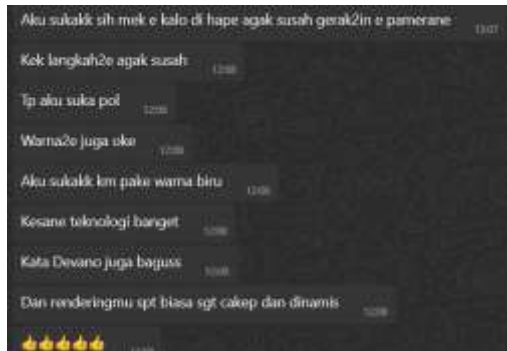 Aku sukakk sih mek e kalo di hape agak susah gerak2in e pamerane
Kek langkah2e agak susah
Tp aku suka pol
Warna2e juga oke
Aku sukakk km pake warna biru
Kesane teknologi banget
Kata Devano juga baguss
Dan renderingmu spt biasa sgt cakep dan dinamis
👍👍👍👍👍